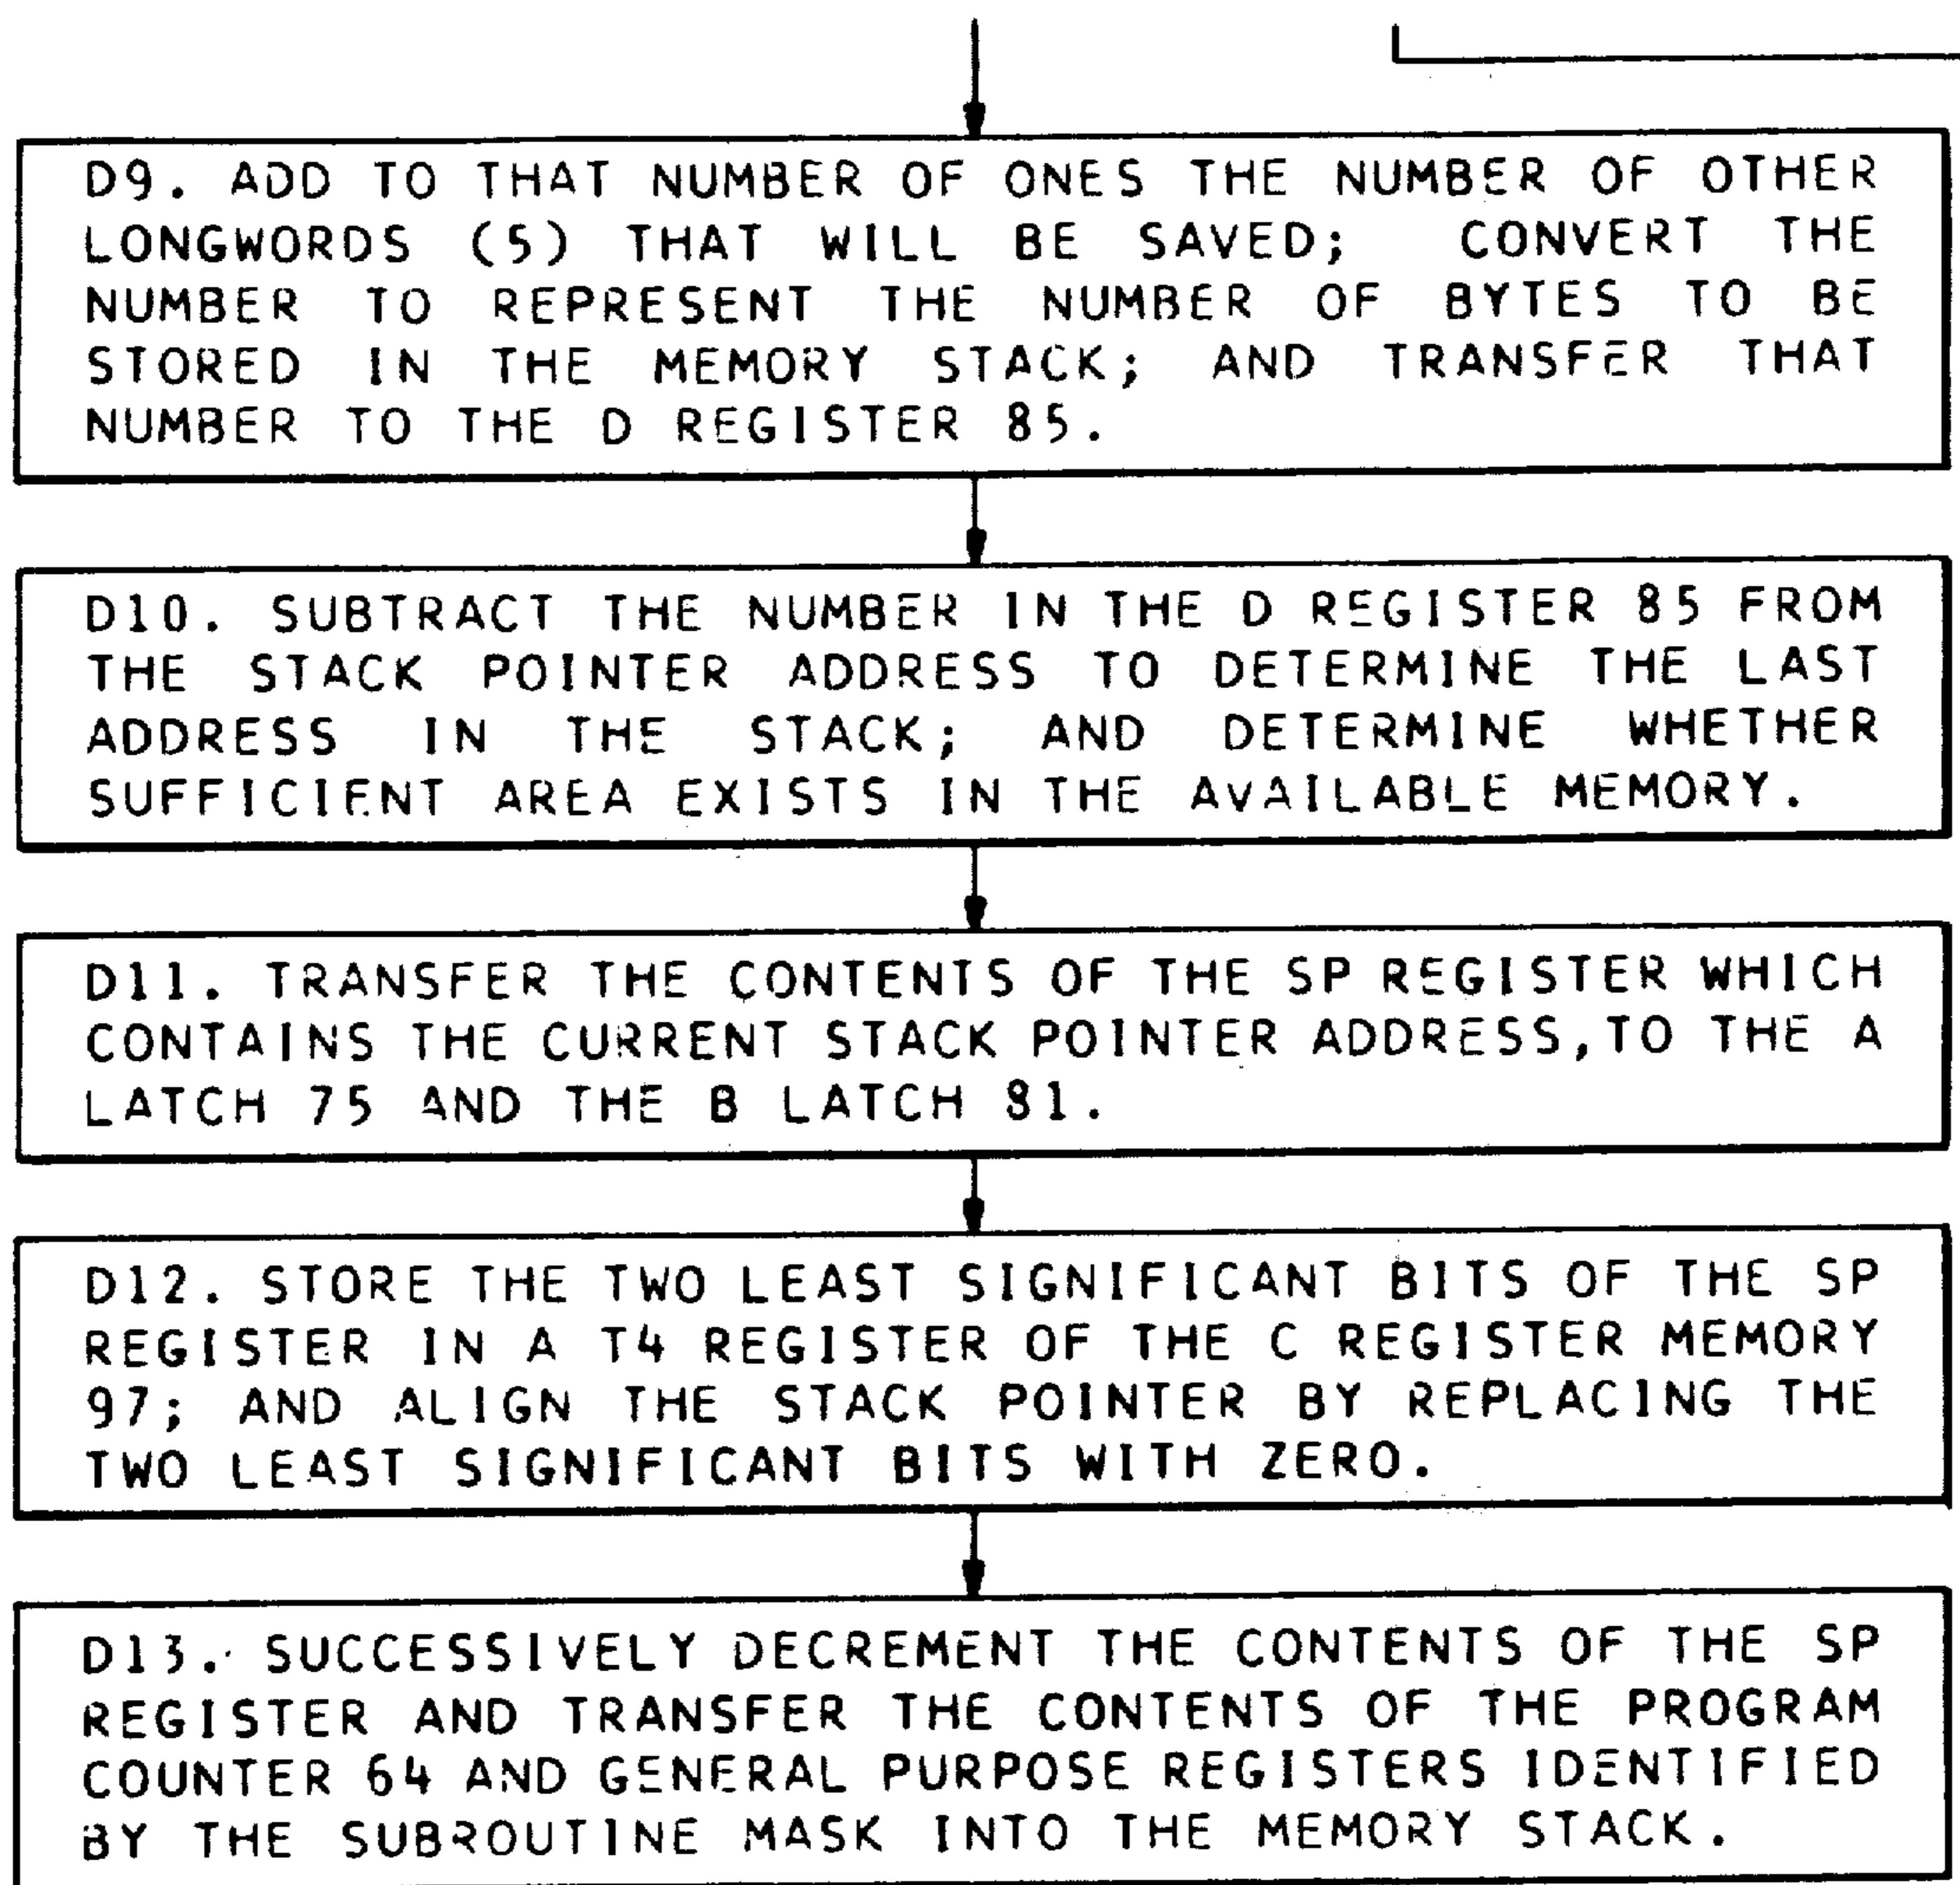 D9. ADD TO THAT NUMBER OF ONES THE NUMBER OF OTHER
LONGWORDS (5) THAT WILL BE SAVED; CONVERT THE
NUMBER TO REPRESENT THE NUMBER OF BYTES TO BE
STORED IN THE MEMORY STACK; AND TRANSFER THAT
NUMBER TO THE D REGISTER 85.
D10. SUBTRACT THE NUMBER IN THE D REGISTER 85 FROM
THE STACK POINTER ADDRESS TO DETERMINE THE LAST
ADDRESS IN THE STACK; AND DETERMINE WHETHER
SUFFICIENT AREA EXISTS IN THE AVAILABLE MEMORY.
D11. TRANSFER THE CONTENTS OF THE SP REGISTER WHICH
CONTAINS THE CURRENT STACK POINTER ADDRESS,TO THE A
LATCH 75 AND THE B LATCH 81.
D12. STORE THE TWO LEAST SIGNIFICANT BITS OF THE SP
REGISTER IN A T4 REGISTER OF THE C REGISTER MEMORY
97; AND ALIGN THE STACK POINTER BY REPLACING THE
TWO LEAST SIGNIFICANT BITS WITH ZERO.
D13. SUCCESSIVELY DECREMENT THE CONTENTS OF THE SP
REGISTER AND TRANSFER THE CONTENTS OF THE PROGRAM
COUNTER 64 AND GENERAL PURPOSE REGISTERS IDENTIFIED
BY THE SUBROUTINE MASK INTO THE MEMORY STACK.